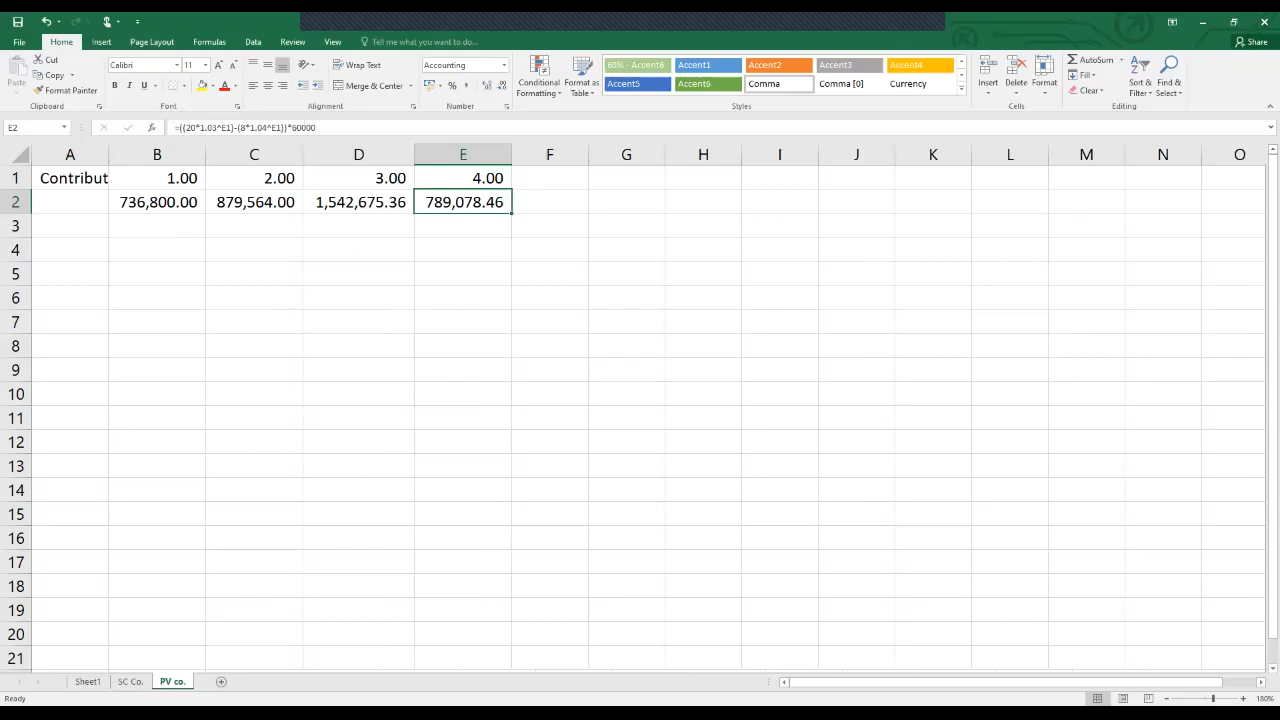 File Home Insert Page Layout Formulas Data Review View Tell me what you want to do... Share
Paste Cut Copy Format Painter Clipboard
Calibri 11 A A B I U A Font
Wrap Text Merge & Center Alignment
Accounting $ % , Number
Conditional Formatting Format as Table
60% - Accent6 Accent1 Accent2 Accent3 Accent4
Accent5 Accent6 Comma Comma [0] Currency
Styles
Insert Delete Format Cells
AutoSum Fill Clear Sort & Filter Find & Select Editing
E2 fx =((20*1.03^E1)-(8*1.04^E1))*60000
A B C D E F G H I J K L M N O
1 Contribut 1.00 2.00 3.00 4.00
2 736,800.00 879,564.00 1,542,675.36 789,078.46
3
4
5
6
7
8
9
10
11
12
13
14
15
16
17
18
19
20
21
Sheet1 SC Co. PV co.
Ready 180%